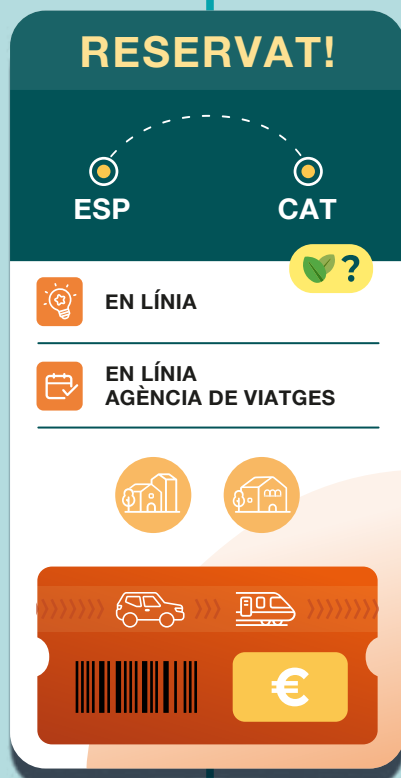 RESERVAT!
ESP CAT
?
EN LÍNIA
EN LÍNIA
AGÈNCIA DE VIATGES
€